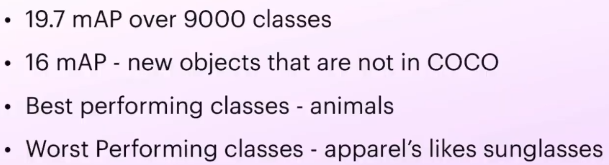 • 19.7 mAP over 9000 classes
• 16 mAP - new objects that are not in COCO
• Best performing classes - animals
• Worst Performing classes - apparel's likes sunglasses